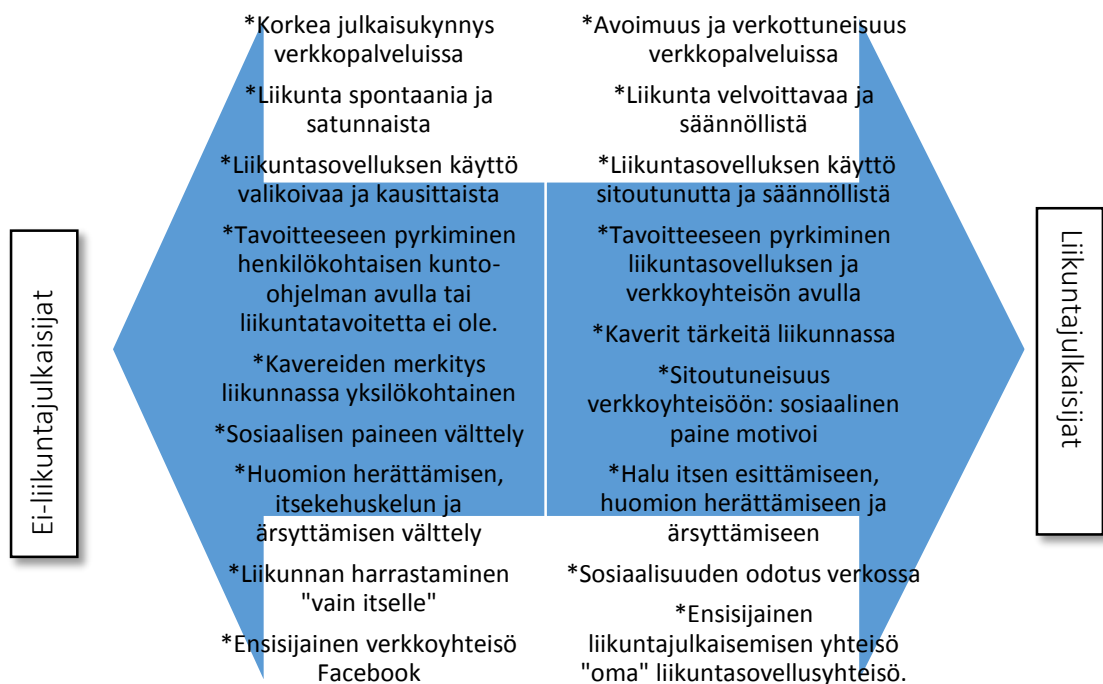 Ei-liikuntajulkaisijat
*Korkea julkaisukynnys
verkkopalveluissa
*Liikunta spontaania ja
satunnaista
*Liikuntasovelluksen käyttö
valikoivaa ja kausittaista
*Tavoitteeseen pyrkiminen
henkilökohtaisen kunto-
ohjelman avulla tai
liikuntatavoitetta ei ole.
*Kavereiden merkitys
liikunnassa yksilökohtainen
*Sosiaalisen paineen välttely
*Huomion herättämisen,
itsekehuskelun ja
ärsyttämisen välttely
*Liikunnan harrastaminen
"vain itselle"
*Ensisijainen verkkoyhteisö
Facebook
*Avoimuus ja verkottuneisuus
verkkopalveluissa
*Liikunta velvoittavaa ja
säännöllistä
*Liikuntasovelluksen käyttö
sitoutunutta ja säännöllistä
*Tavoitteeseen pyrkiminen
liikuntasovelluksen ja
verkkoyhteisön avulla
*Kaverit tärkeitä liikunnassa
*Sitoutuneisuus
verkkoyhteisöön: sosiaalinen
paine motivoi
*Halu itsen esittämiseen,
huomion herättämiseen ja
ärsyttämiseen
*Sosiaalisuuden odotus verkossa
*Ensisijainen
liikuntajulkaisemisen yhteisö
"oma" liikuntasovellusyhteisö.
Liikuntajulkaisijat